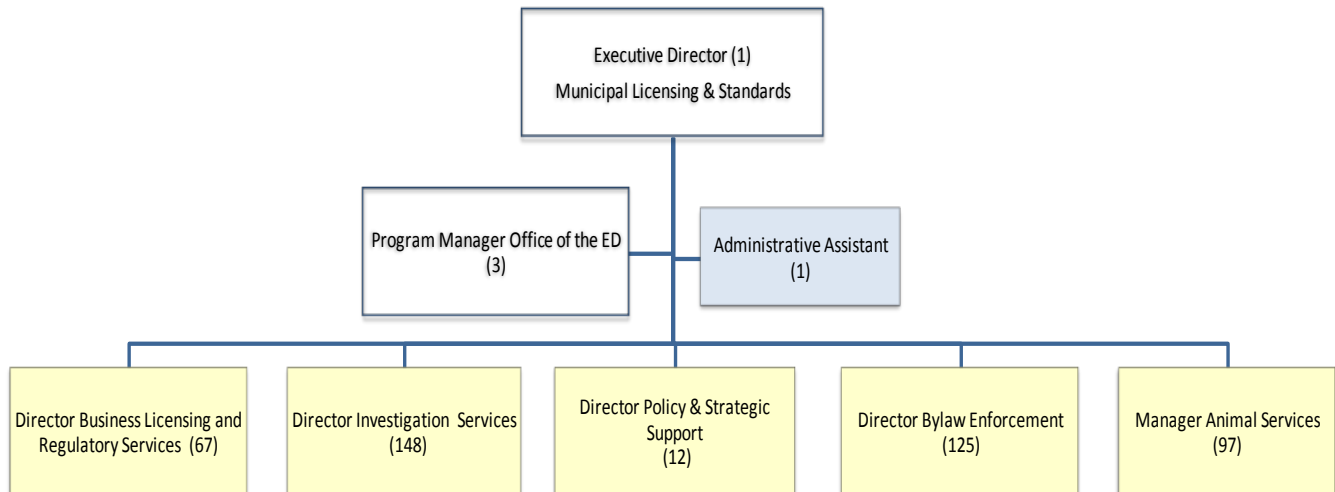 Executive Director (1)
Municipal Licensing & Standards
Program Manager Office of the ED
(3)
Administrative Assistant
(1)
Director Business Licensing and
Regulatory Services (67)
Director Investigation Services
(148)
Director Policy & Strategic
Support
(12)
Director Bylaw Enforcement
(125)
Manager Animal Services
(97)